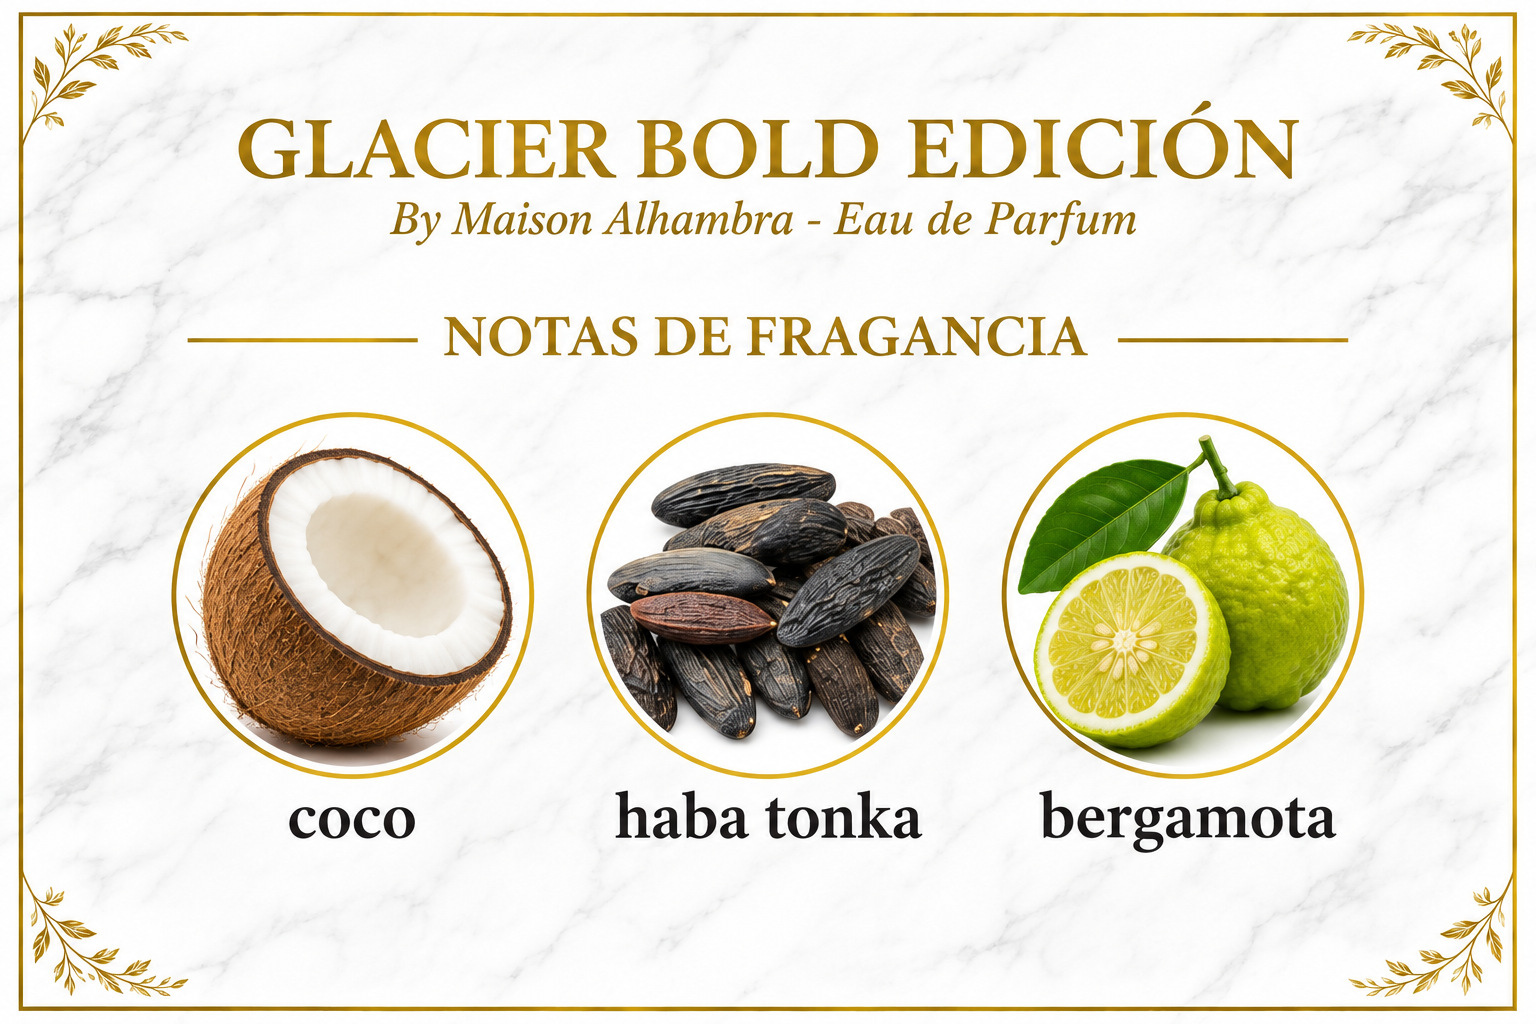 GLACIER BOLD EDICIÓN
By Maison Alhambra - Eau de Parfum
NOTAS DE FRAGANCIA
coco
haba tonka
bergamota